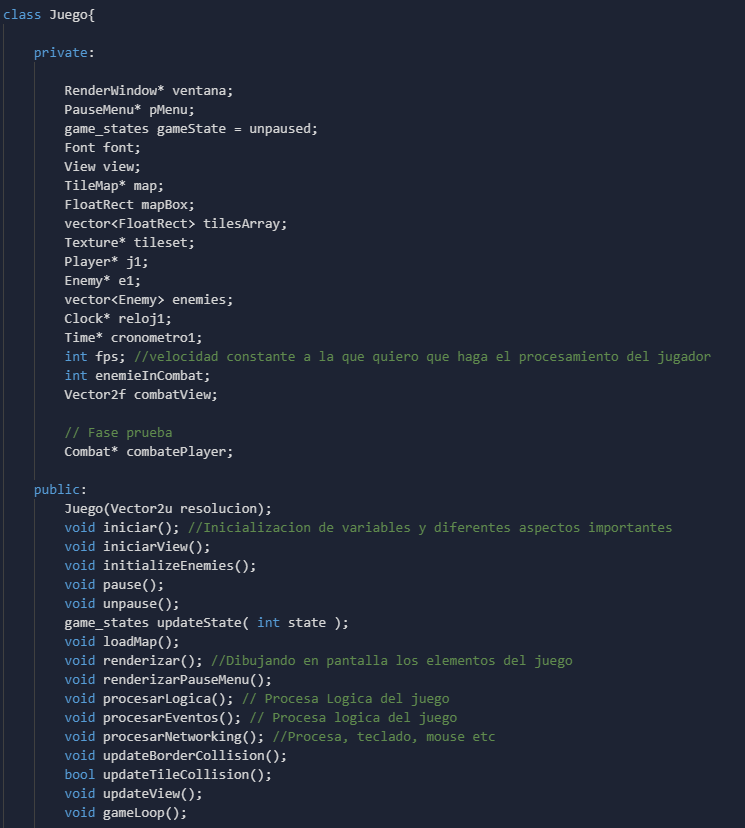 class Juego{
private:
RenderWindow* ventana;
PauseMenu* pMenu;
game_states gameState = unpaused;
Font font;
View view;
TileMap* map;
FloatRect mapBox;
vector<FloatRect> tilesArray;
Texture* tileset;
Player* j1;
Enemy* e1;
vector<Enemy> enemies;
Clock* reloj1;
Time* cronometro1;
int fps; //velocidad constante a la que quiero que haga el procesamiento del jugador
int enemieInCombat;
Vector2f combatView;
// Fase prueba
Combat* combatePlayer;
public:
Juego(Vector2u resolucion);
void iniciar(); //Inicializacion de variables y diferentes aspectos importantes
void iniciarView();
void initializeEnemies();
void pause();
void unpause();
game_states updateState( int state );
void loadMap();
void renderizar(); //Dibujando en pantalla los elementos del juego
void renderizarPauseMenu();
void procesarLogica(); // Procesa Logica del juego
void procesarEventos(); // Procesa logica del juego
void procesarNetworking(); //Procesa, teclado, mouse etc
void updateBorderCollision();
bool updateTileCollision();
void updateView();
void gameLoop();